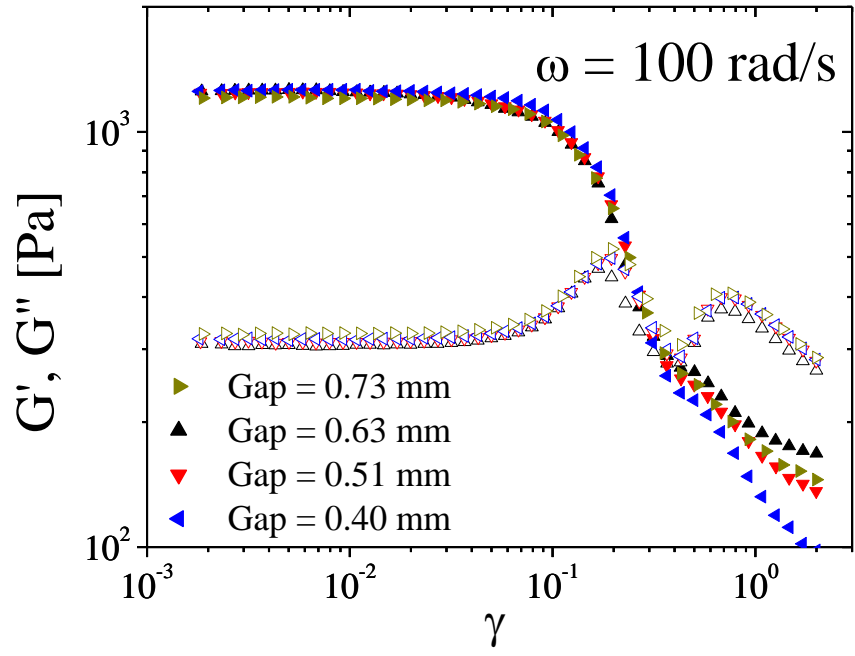 ω = 100 rad/s
10³
G', G'' [Pa]
Gap = 0.73 mm
Gap = 0.63 mm
Gap = 0.51 mm
Gap = 0.40 mm
10²
10⁻³ 10⁻² 10⁻¹ 10⁰
γ